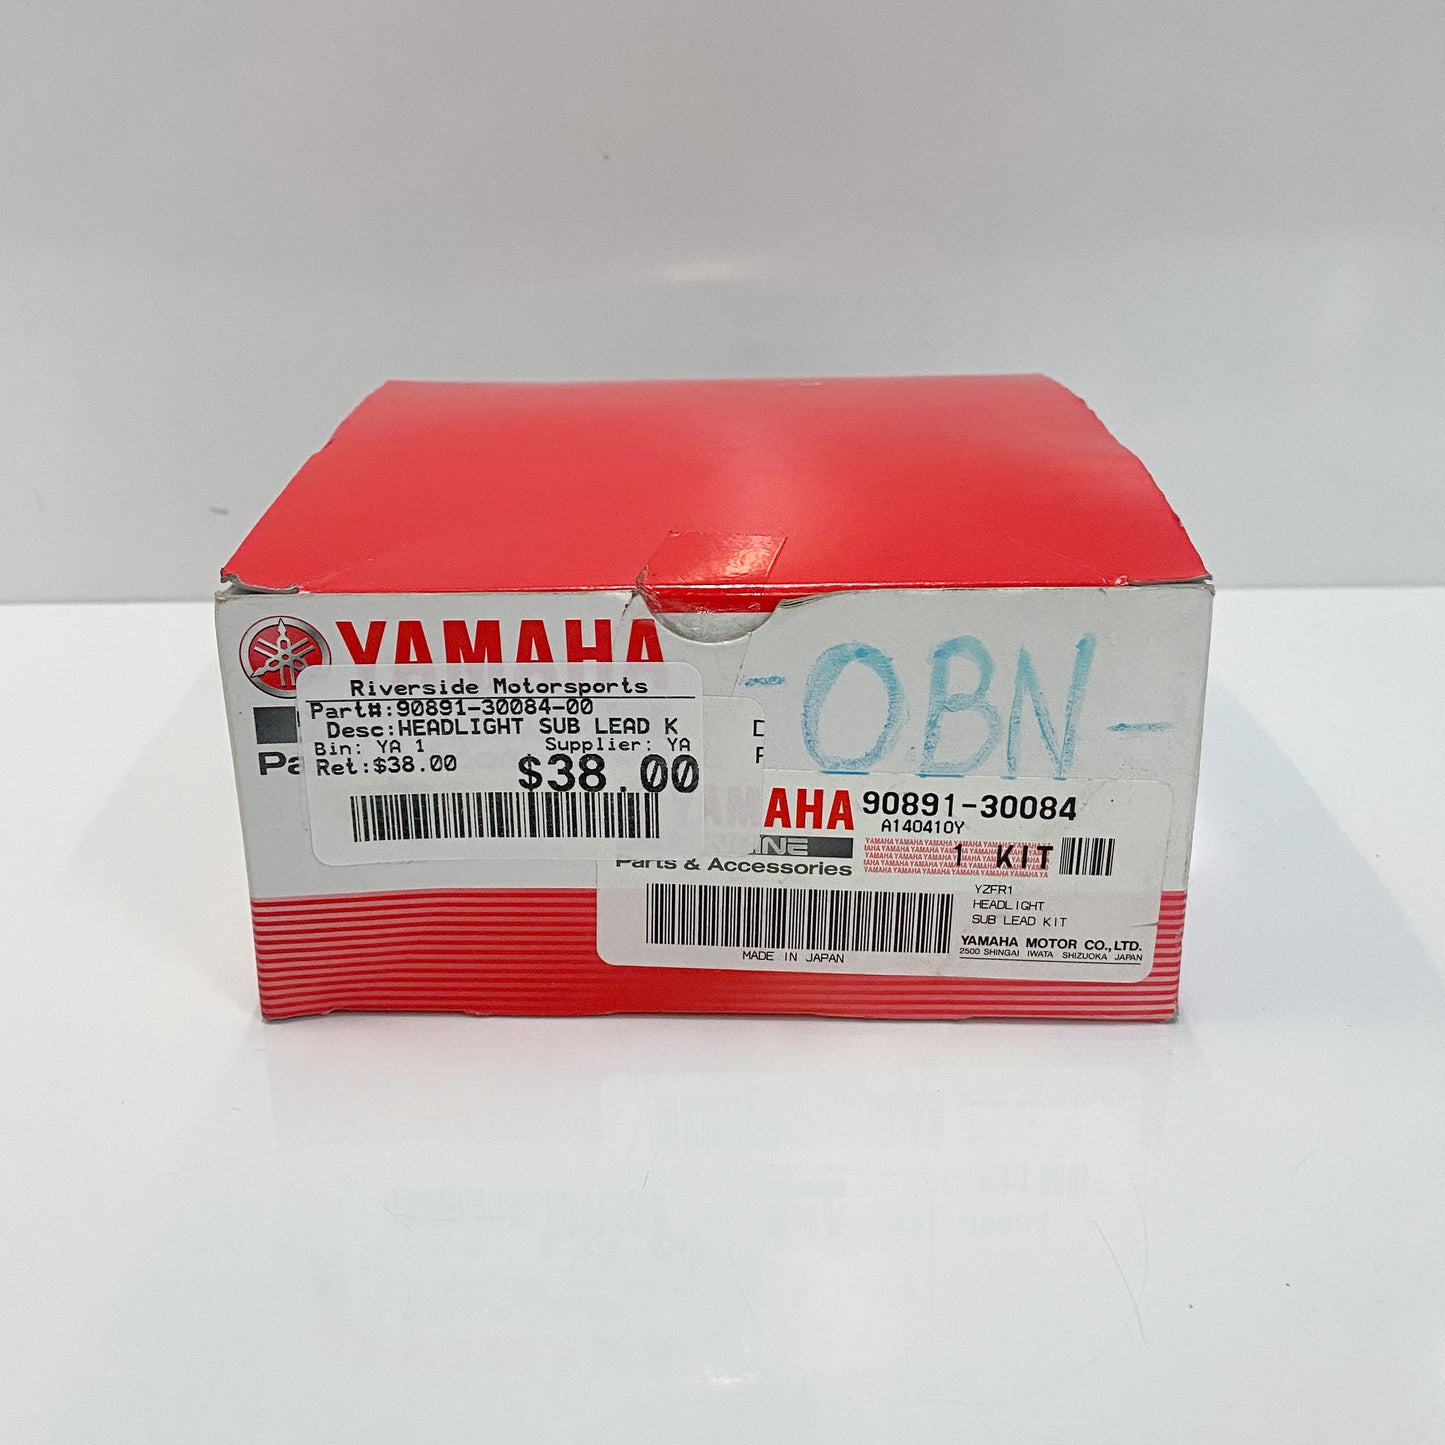 YAMAHA
-OBN-
Riverside Motorsports
Part#:90891-30084-00
Desc:HEADLIGHT SUB LEAD K
Bin: YA 1 Supplier: YA
Ret:$38.00 $38.00
AHA 90891-30084
A140410Y
1 KIT
Parts & Accessories
YZFR1
HEADLIGHT
SUB LEAD KIT
MADE IN JAPAN
YAMAHA MOTOR CO.,LTD.
2500 SHINGAI IWATA SHIZUOKA JAPAN